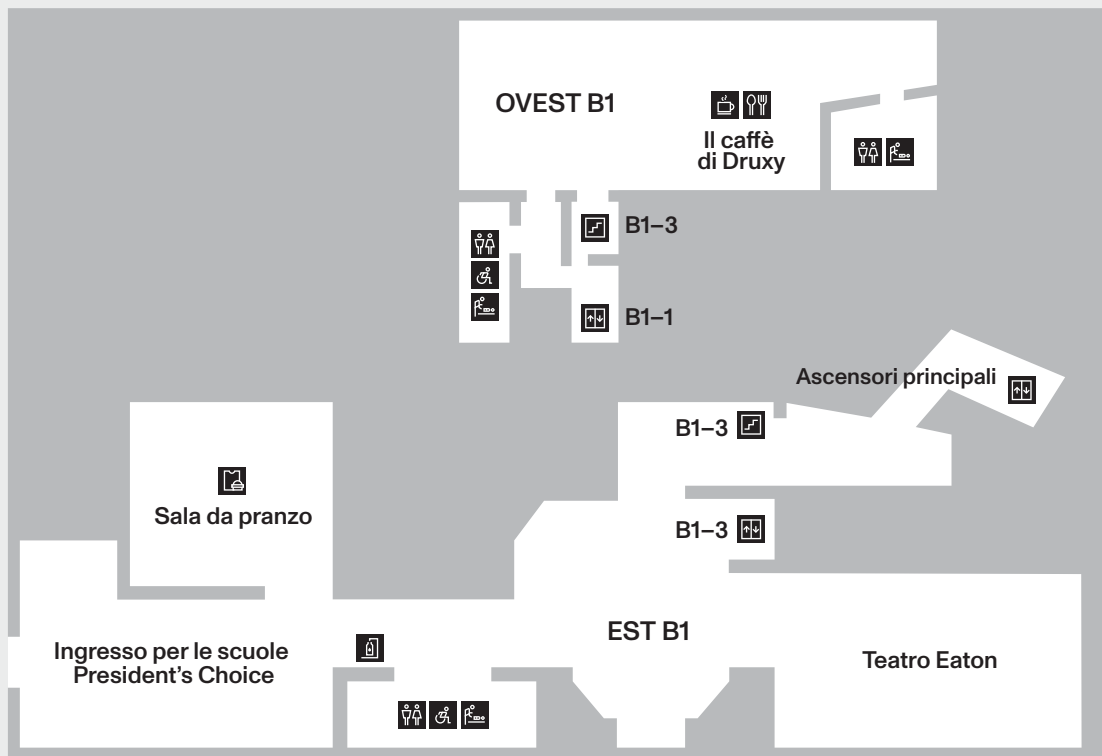 OVEST B1
Il caffè
di Druxy
B1–3
B1–1
Ascensori principali
B1–3
Sala da pranzo
B1–3
EST B1
Ingresso per le scuole
President’s Choice
Teatro Eaton